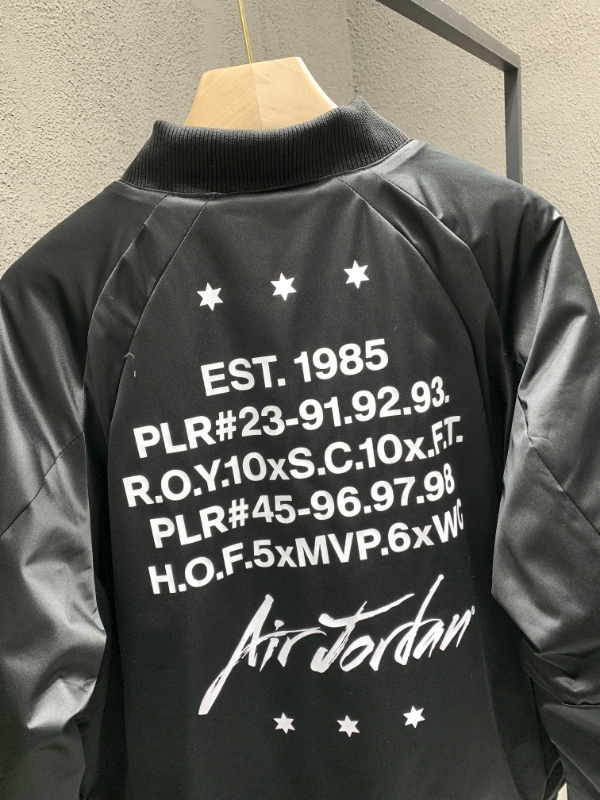 EST. 1985
PLR#23-91.92.93.
R.O.Y.10xS.C.10x.F.T.
PLR#45-96.97.98
H.O.F.5xMVP.6xWC
Air Jordan